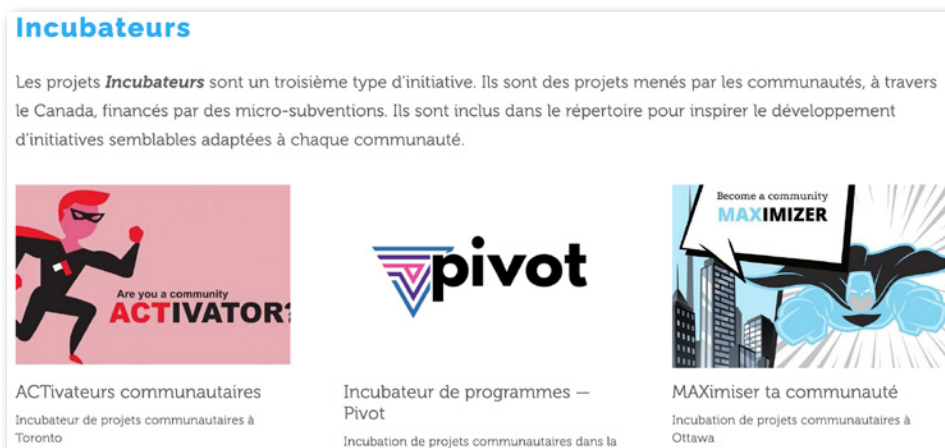 Incubateurs
Les projets Incubateurs sont un troisième type d'initiative. Ils sont des projets menés par les communautés, à travers
le Canada, financés par des micro-subventions. Ils sont inclus dans le répertoire pour inspirer le développement
d'initiatives semblables adaptées à chaque communauté.
Are you a community
ACTIVATOR?
pivot
Become a community
MAXIMIZER
ACTivateurs communautaires
Incubateur de projets communautaires à
Toronto
Incubateur de programmes —
Pivot
Incubation de projets communautaires dans la
MAXimiser ta communauté
Incubation de projets communautaires à
Ottawa